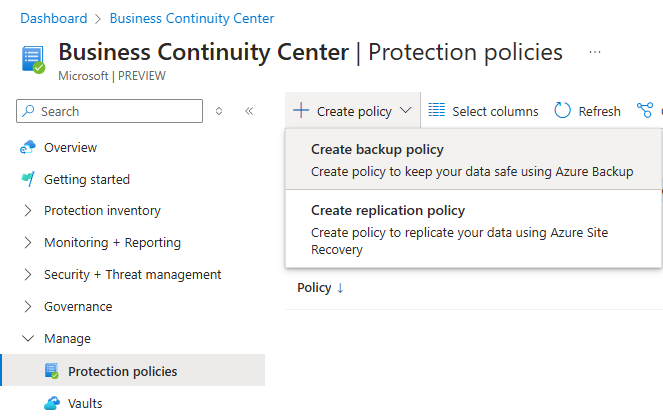 Dashboard > Business Continuity Center
Business Continuity Center | Protection policies ...
Microsoft | PREVIEW
Search
Create policy
Select columns
Refresh
Create backup policy
Create policy to keep your data safe using Azure Backup
Create replication policy
Create policy to replicate your data using Azure Site
Recovery
Policy ↓
Overview
Getting started
Protection inventory
Monitoring + Reporting
Security + Threat management
Governance
Manage
Protection policies
Vaults